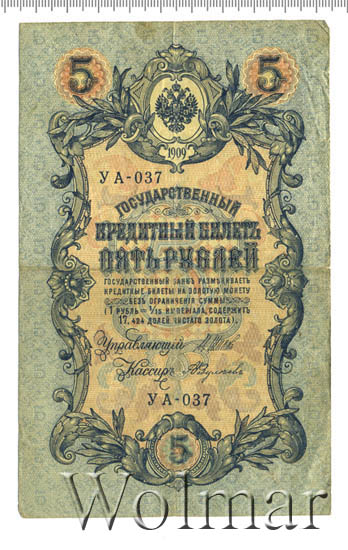 5 5
1909
УА-037
ГОСУДАРСТВЕННЫЙ
КРЕДИТНЫЙ БИЛЕТЪ
ПЯТЬ РУБЛЕЙ
ГОСУДАРСТВЕННЫЙ БАНКЪ РАЗМѢНИВАЕТЪ
КРЕДИТНЫЕ БИЛЕТЫ НА ЗОЛОТУЮ МОНЕТУ
БЕЗЪ ОГРАНИЧЕНІЯ СУММЫ
(1 РУБЛЬ = 1/15 ИМПЕРІАЛА, СОДЕРЖИТЪ
17,424 ДОЛЕЙ ЧИСТАГО ЗОЛОТА).
Управляющій
Кассиръ
УА-037
5
Wolmar